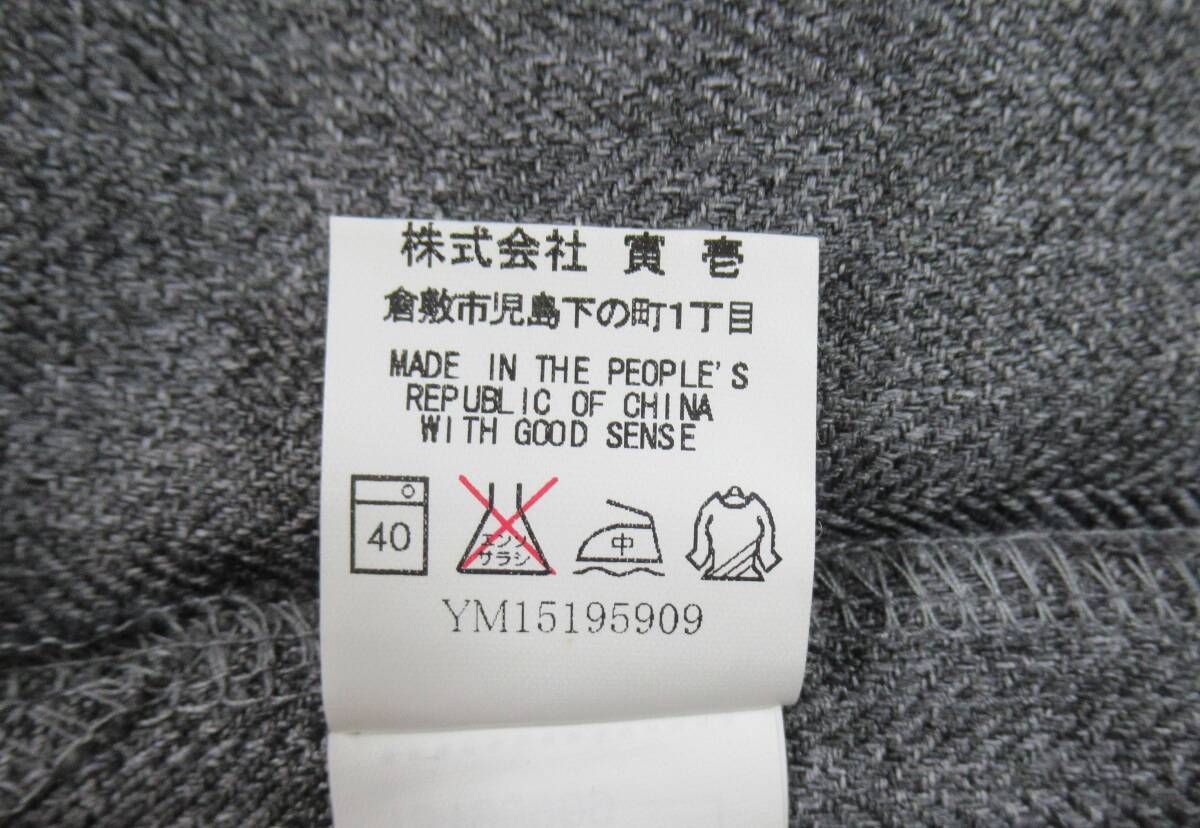 株式会社 寅壱
倉敷市児島下の町1丁目
MADE IN THE PEOPLE'S
REPUBLIC OF CHINA
WITH GOOD SENSE
40
エンソ
サラシ
中
YM15195909